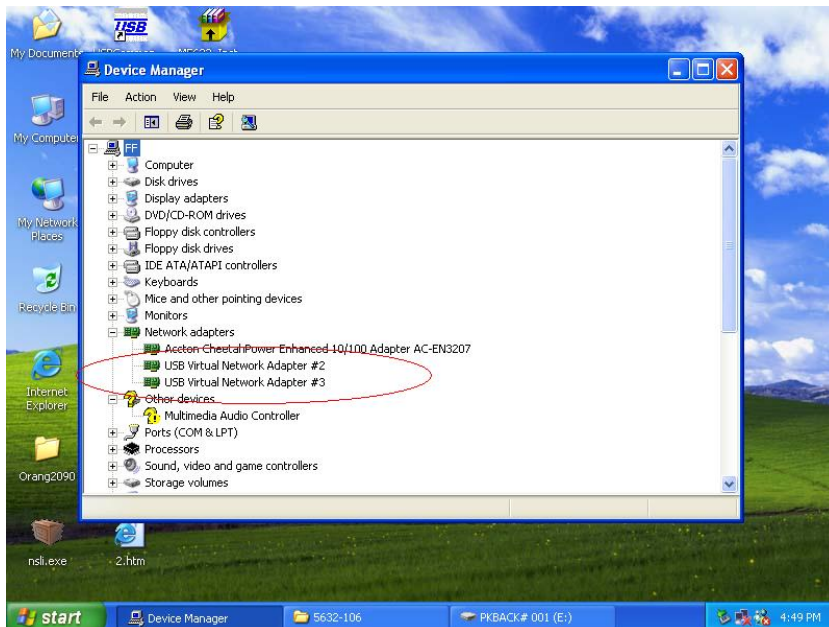 My Documents
USB
Device Manager
File Action View Help
My Computer
FF
Computer
Disk drives
Display adapters
DVD/CD-ROM drives
Floppy disk controllers
Floppy disk drives
IDE ATA/ATAPI controllers
Keyboards
Mice and other pointing devices
Monitors
Network adapters
Accton CheetahPower Enhanced 10/100 Adapter AC-EN3207
USB Virtual Network Adapter #2
USB Virtual Network Adapter #3
Other devices
Multimedia Audio Controller
Ports (COM & LPT)
Processors
Sound, video and game controllers
Storage volumes
My Network
Places
Recycle Bin
Internet
Explorer
Orang2090
nsli.exe
2.htm
start
Device Manager
5632-106
PKBACK# 001 (E:)
4:49 PM